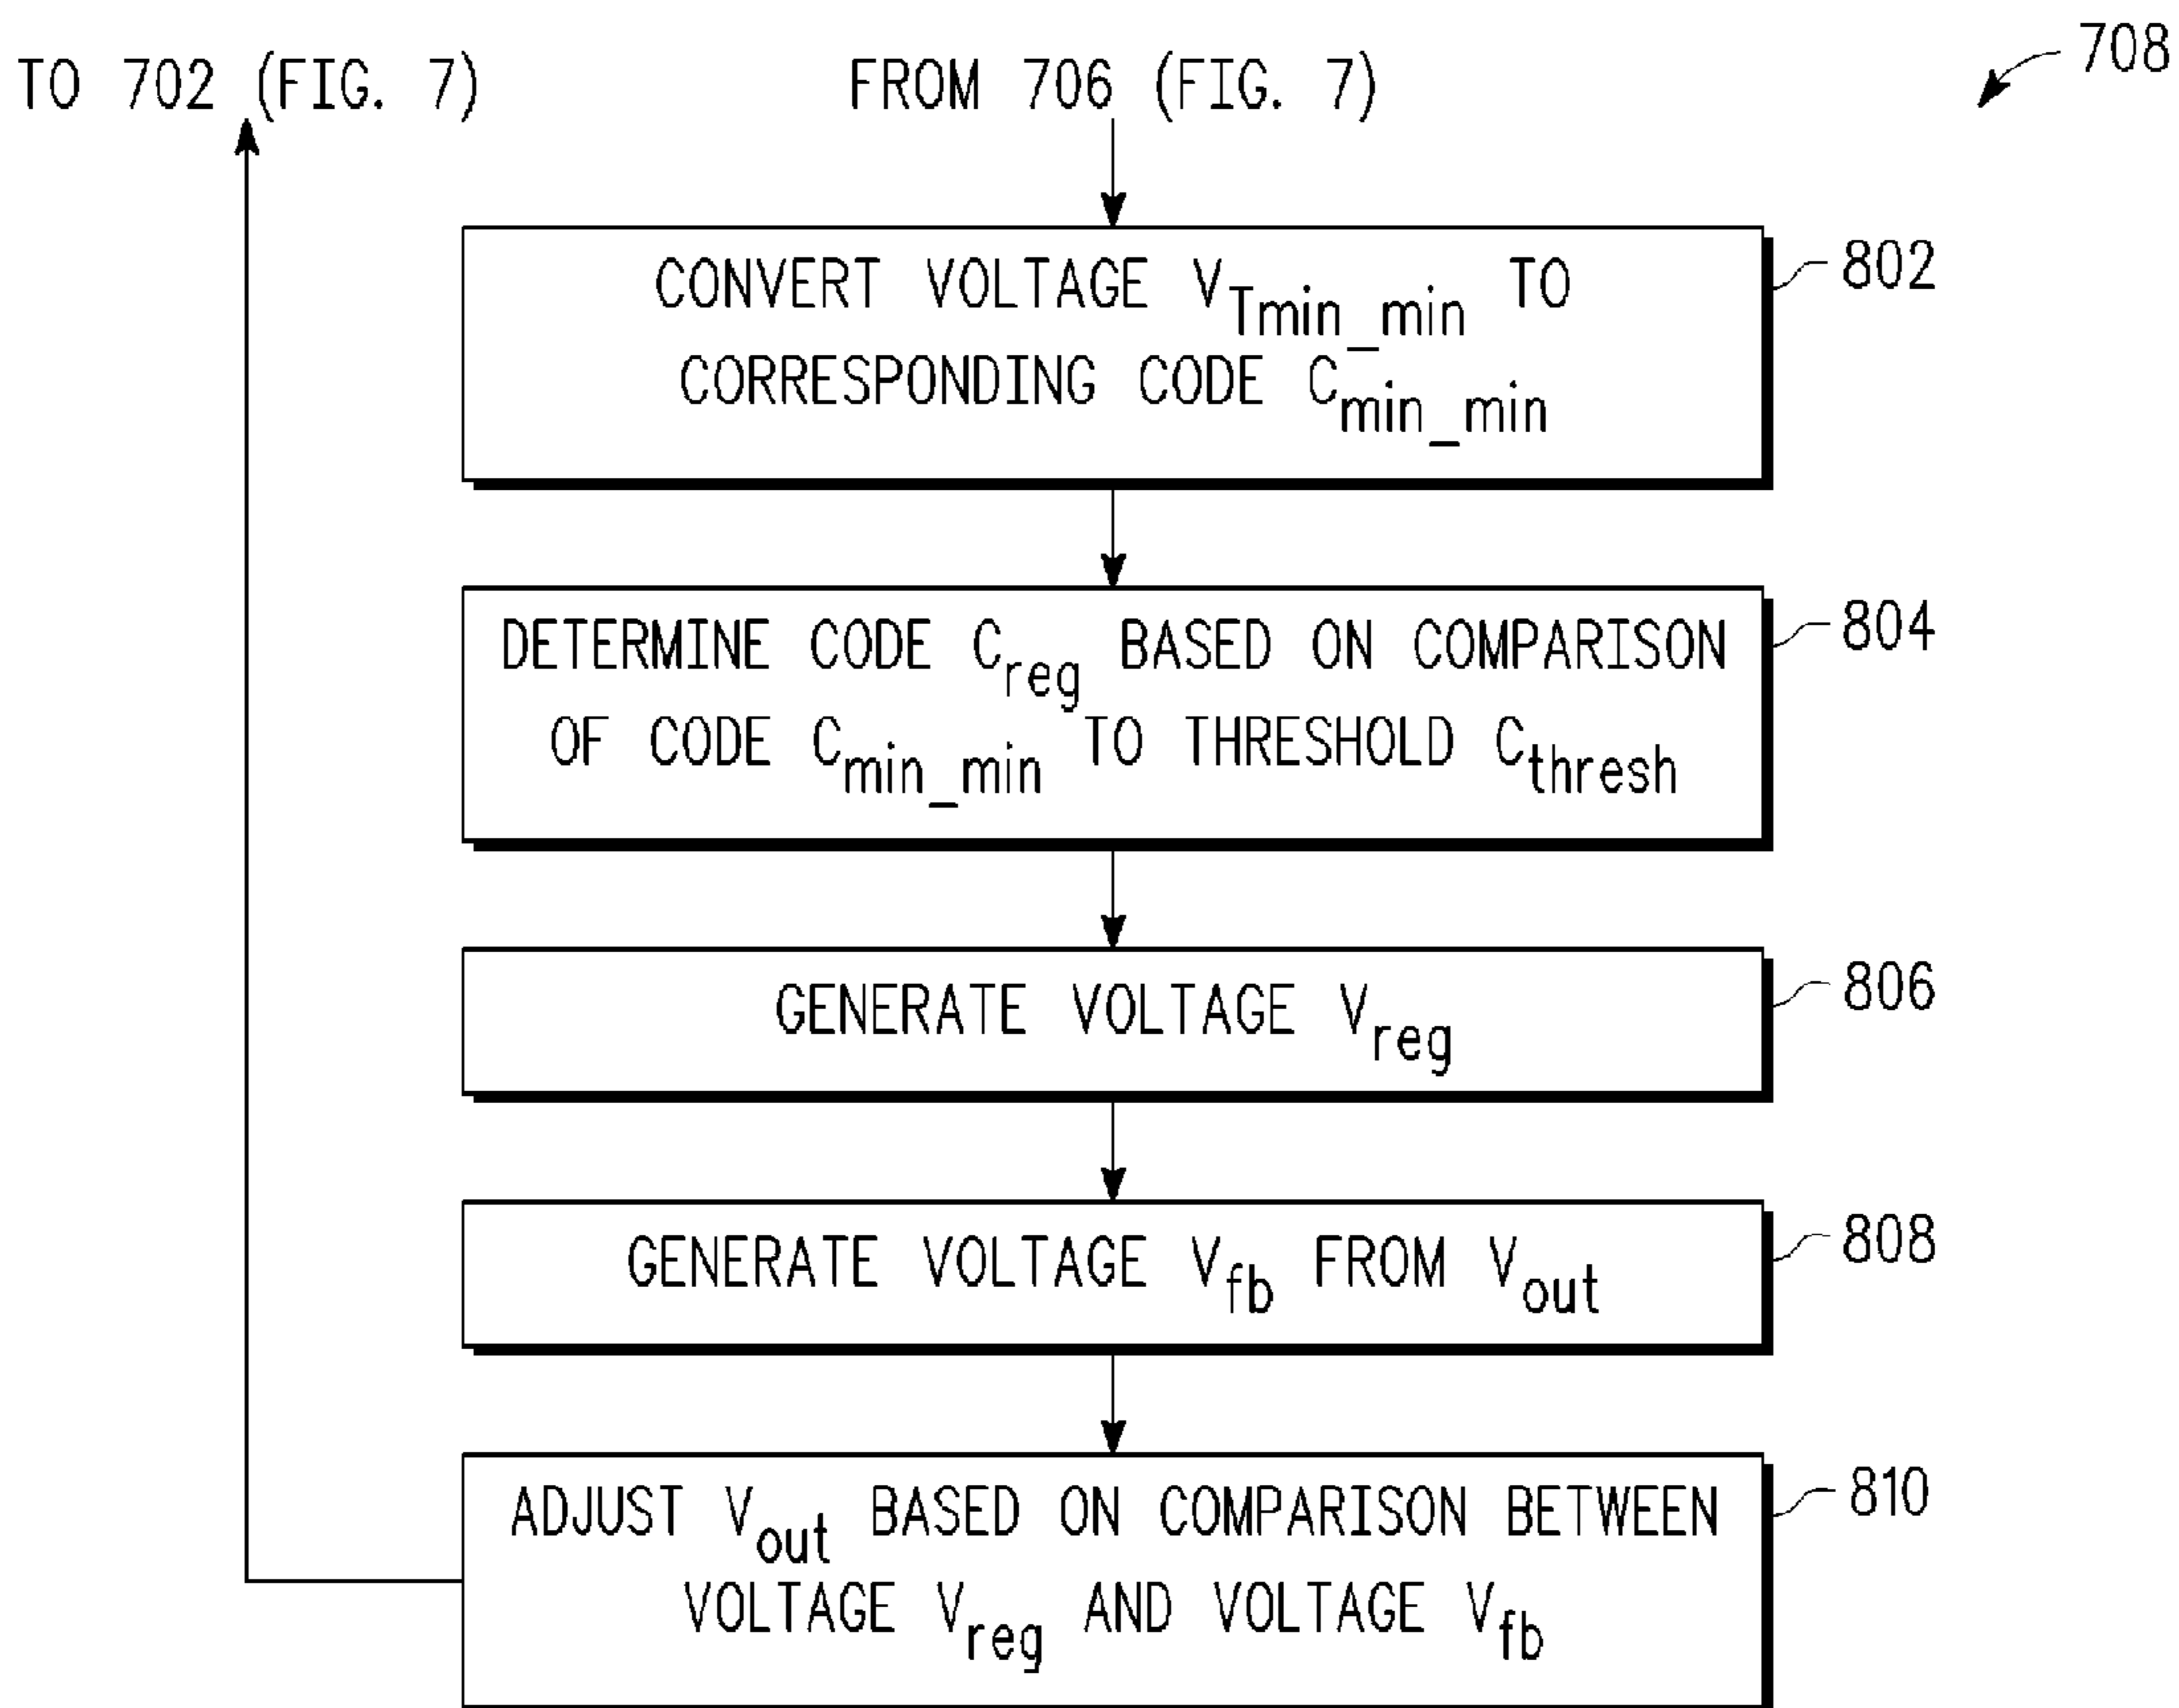 TO 702 (FIG. 7)
FROM 706 (FIG. 7)
708
CONVERT VOLTAGE VTmin_min TO
CORRESPONDING CODE Cmin_min
802
DETERMINE CODE Creg BASED ON COMPARISON
OF CODE Cmin_min TO THRESHOLD Cthresh
804
GENERATE VOLTAGE Vreg
806
GENERATE VOLTAGE Vfb FROM Vout
808
ADJUST Vout BASED ON COMPARISON BETWEEN
VOLTAGE Vreg AND VOLTAGE Vfb
810